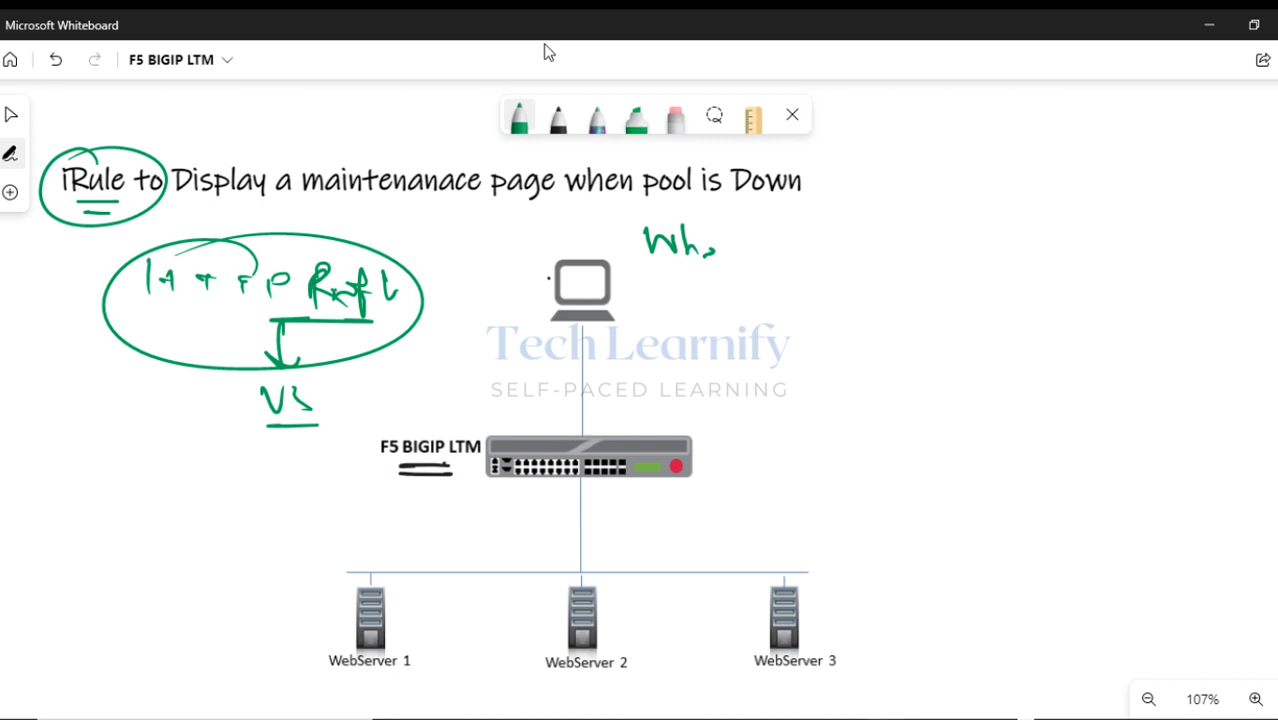 Microsoft Whiteboard
F5 BIGIP LTM
iRule to Display a maintenanace page when pool is Down
Wh
Tech Learnify
SELF-PACED LEARNING
VS
F5 BIGIP LTM
WebServer 1
WebServer 2
WebServer 3
107%